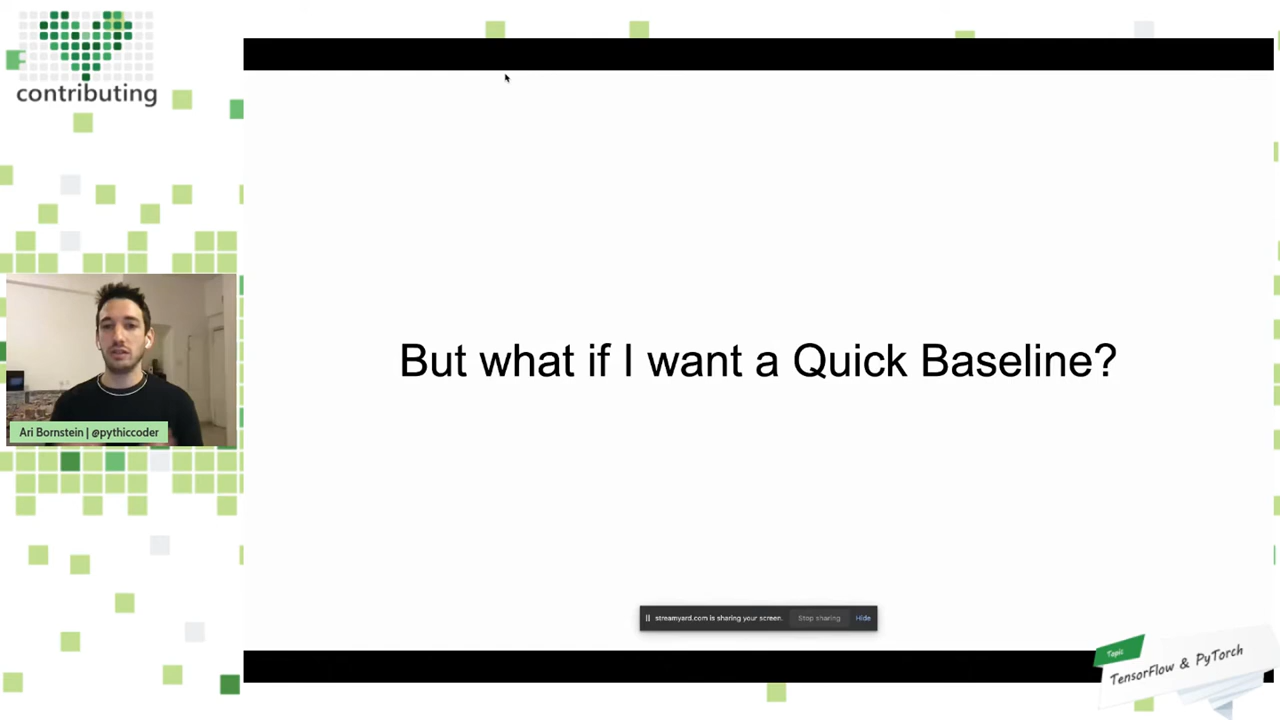 contributing
But what if I want a Quick Baseline?
Ari Bornstein | @pythiccoder
streamyard.com is sharing your screen. Stop sharing Hide
Topic
TensorFlow & PyTorch